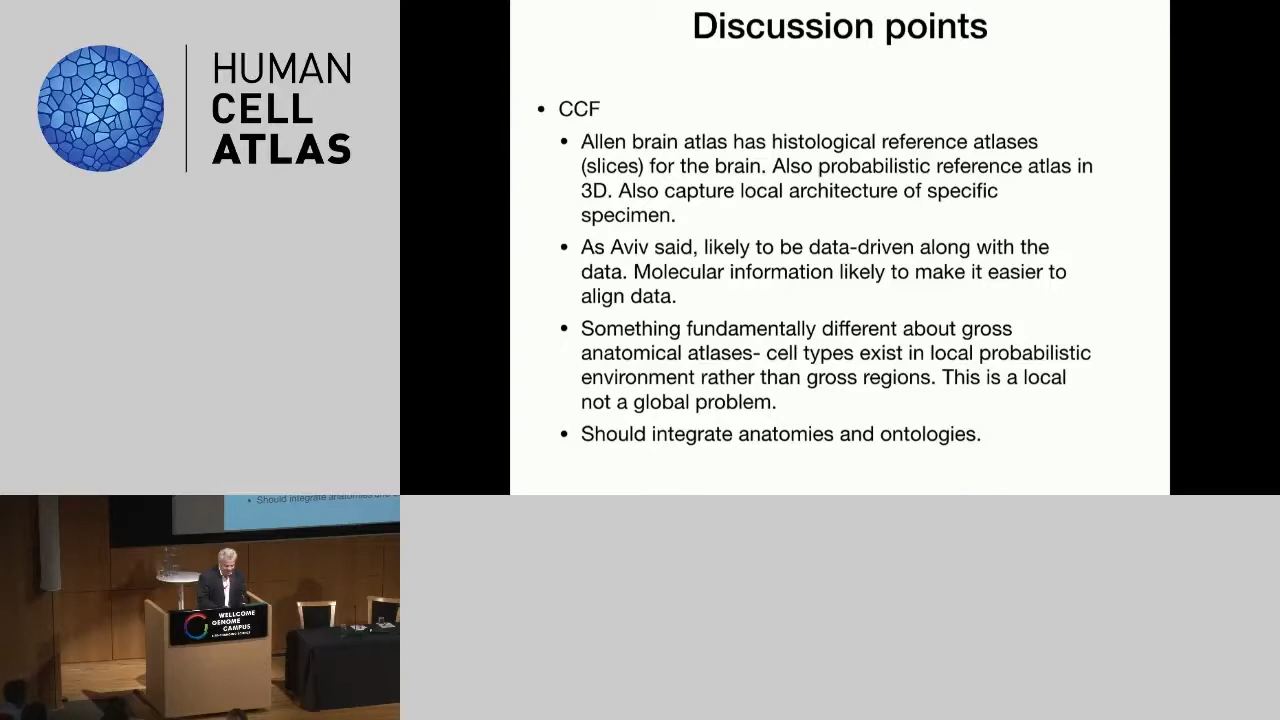 HUMAN
CELL
ATLAS
Discussion points
• CCF
• Allen brain atlas has histological reference atlases
(slices) for the brain. Also probabilistic reference atlas in
3D. Also capture local architecture of specific
specimen.
• As Aviv said, likely to be data-driven along with the
data. Molecular information likely to make it easier to
align data.
• Something fundamentally different about gross
anatomical atlases- cell types exist in local probabilistic
environment rather than gross regions. This is a local
not a global problem.
• Should integrate anatomies and ontologies.
• Should integrate anatomies and
WELLCOME
GENOME
CAMPUS